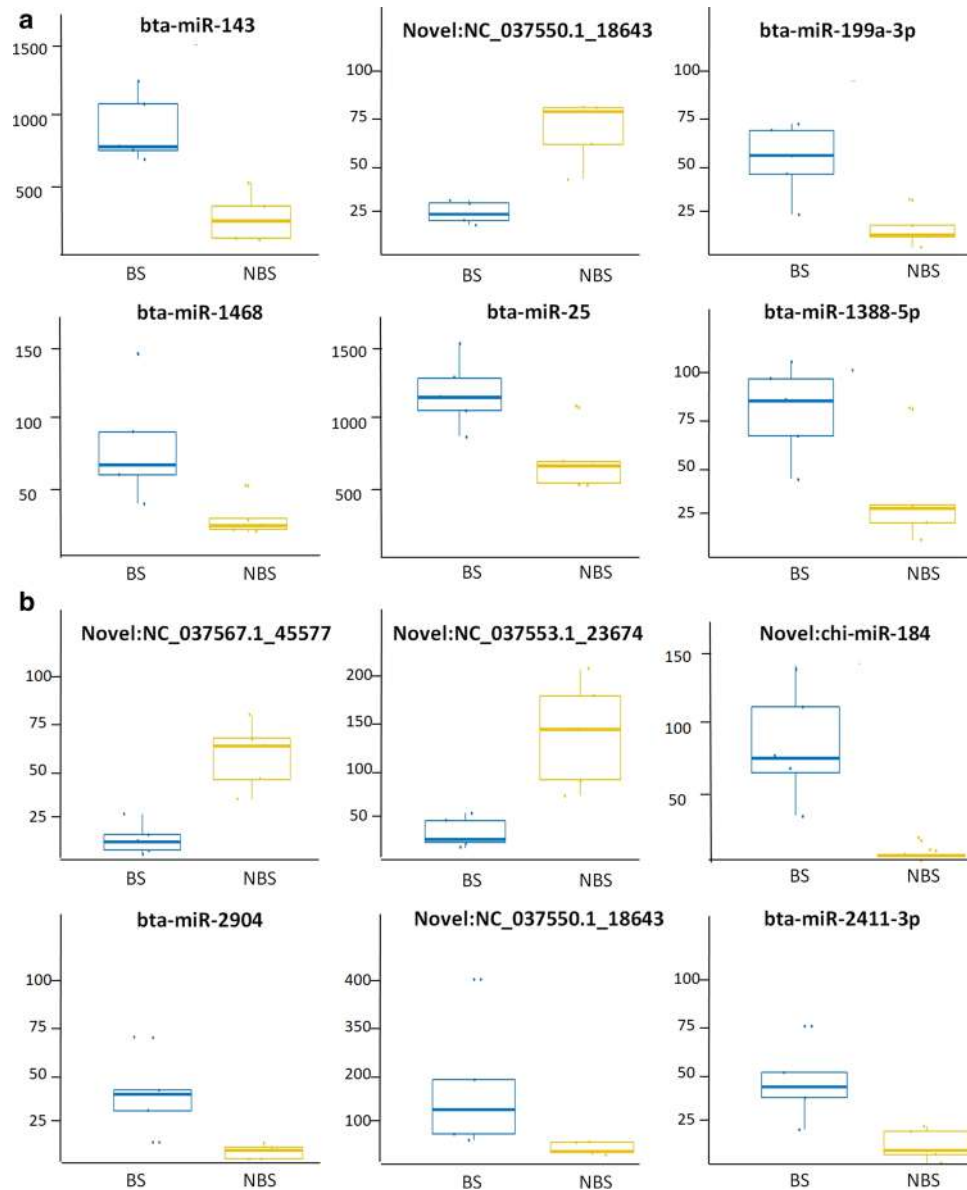 a
bta-miR-143
1500
1000
500
BS NBS
Novel:NC_037550.1_18643
100
75
50
25
BS NBS
bta-miR-199a-3p
100
75
50
25
BS NBS
bta-miR-1468
150
100
50
BS NBS
bta-miR-25
1500
1000
500
BS NBS
bta-miR-1388-5p
100
75
50
25
BS NBS
b
Novel:NC_037567.1_45577
100
75
50
25
BS NBS
Novel:NC_037553.1_23674
200
150
100
50
BS NBS
Novel:chi-miR-184
150
100
50
BS NBS
bta-miR-2904
100
75
50
25
BS NBS
Novel:NC_037550.1_18643
400
350
200
100
BS NBS
bta-miR-2411-3p
100
75
50
25
BS NBS